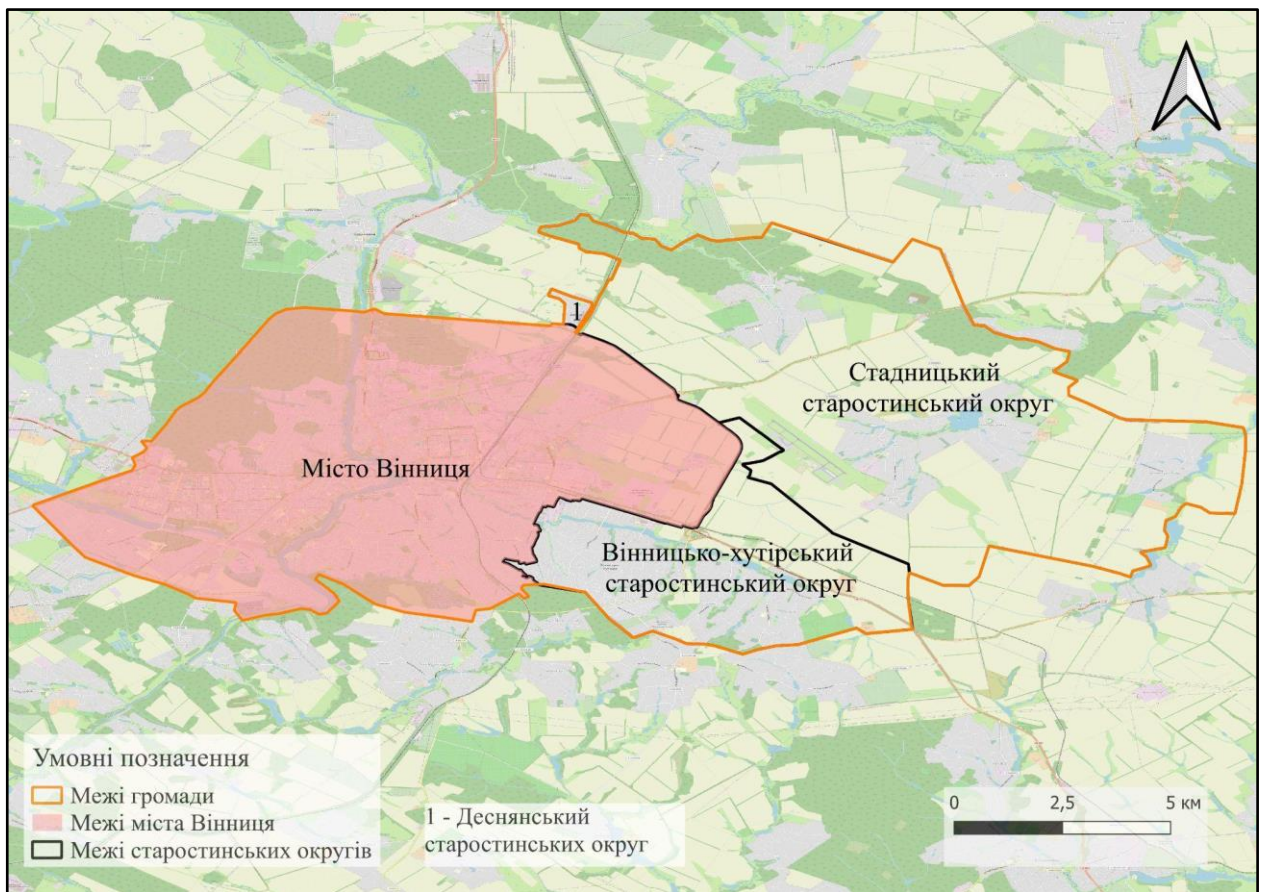 1
Стадницький
старостинський округ
Місто Вінниця
Вінницько-хутірський
старостинський округ
Умовні позначення
Межі громади
Межі міста Вінниця
Межі старостинських округів
1 - Деснянський
старостинських округ
0 2,5 5 км